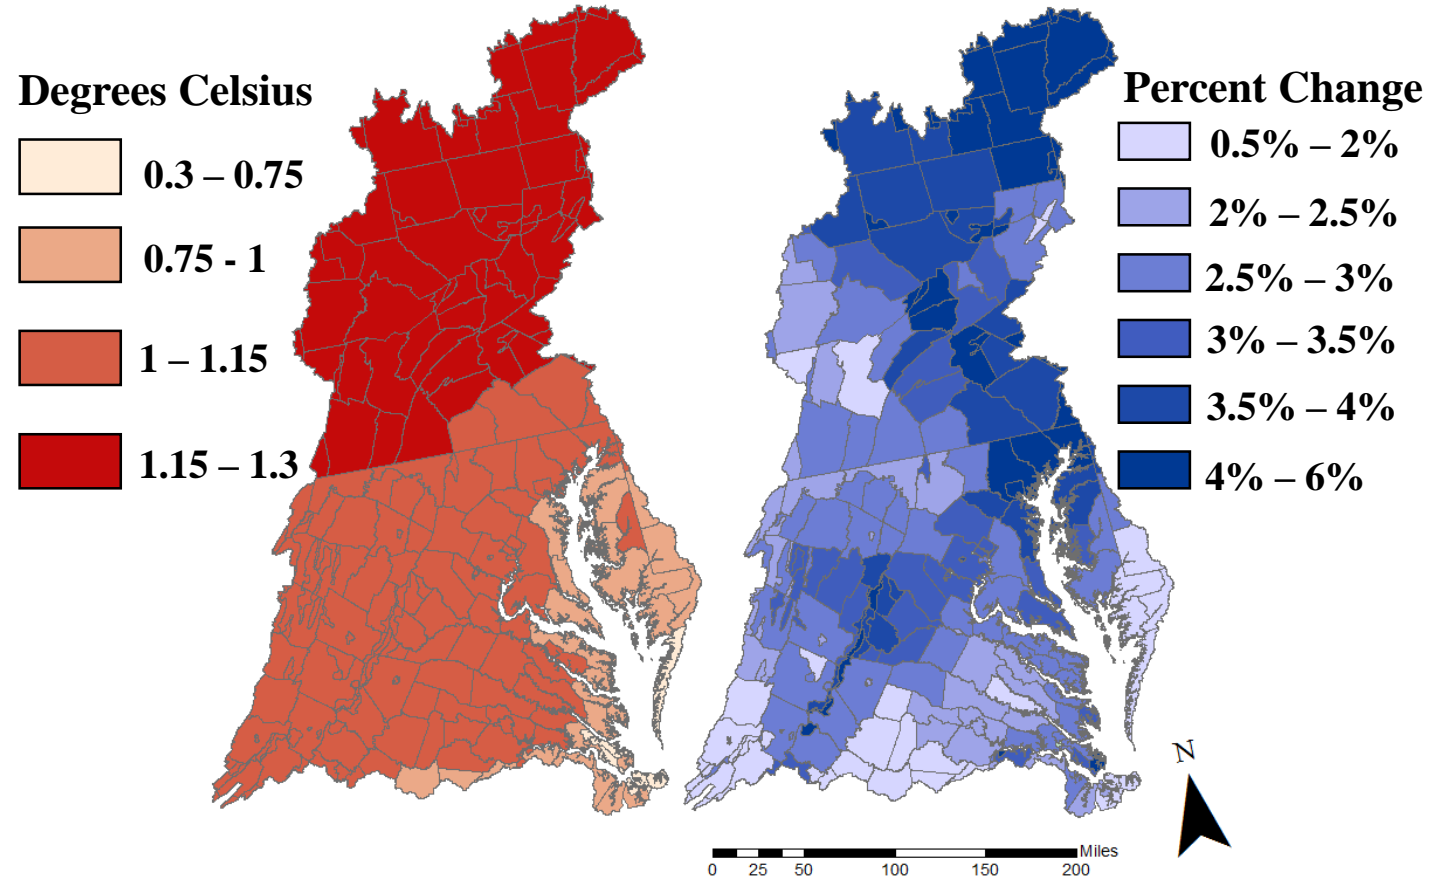 Degrees Celsius
0.3 – 0.75
0.75 - 1
1 – 1.15
1.15 – 1.3
Percent Change
0.5% – 2%
2% – 2.5%
2.5% – 3%
3% – 3.5%
3.5% – 4%
4% – 6%
N
Miles
0 25 50 100 150 200